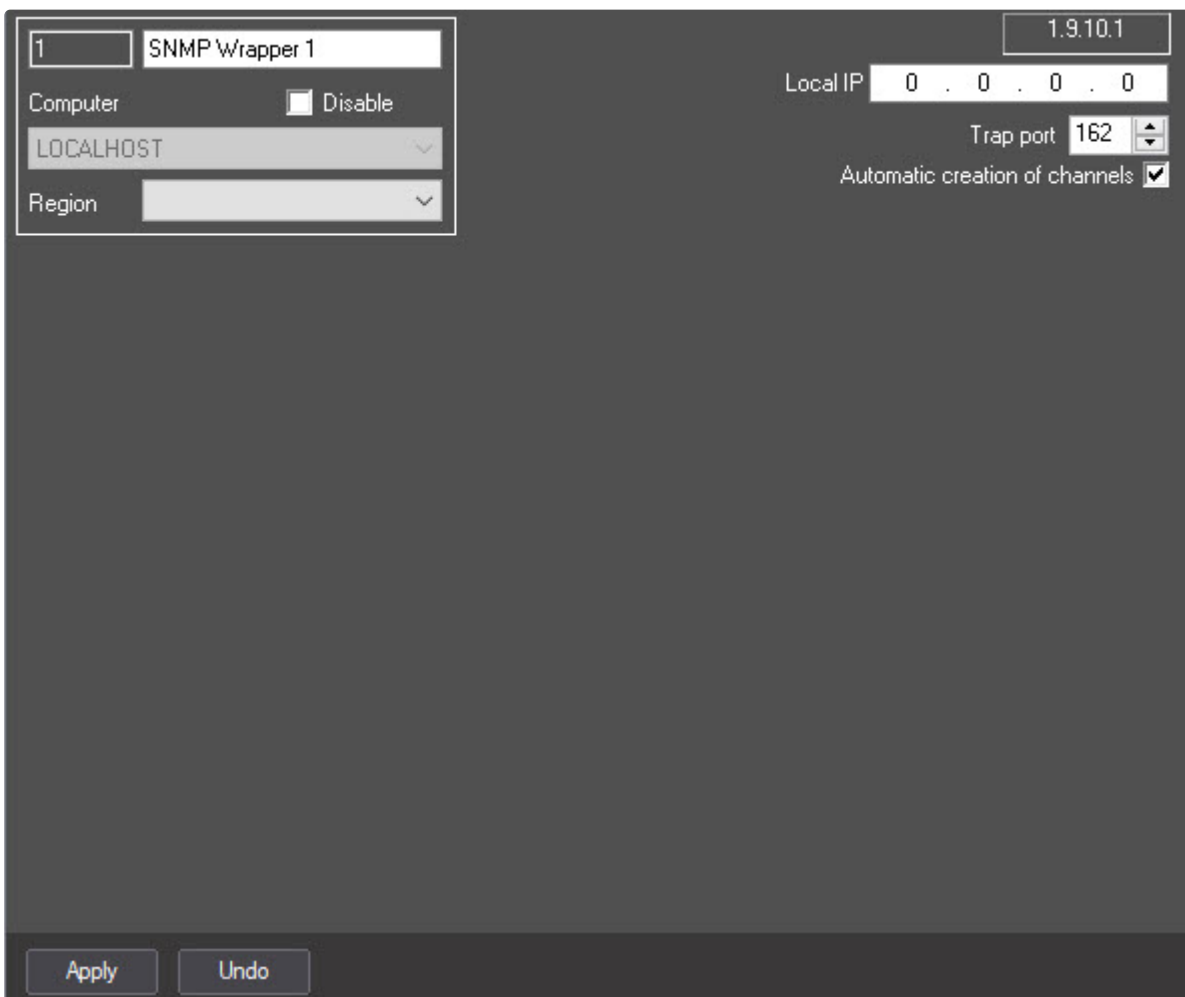 1 SNMP Wrapper 1
Computer Disable
LOCALHOST
Region
1.9.10.1
Local IP 0 . 0 . 0 . 0
Trap port 162
Automatic creation of channels
Apply Undo